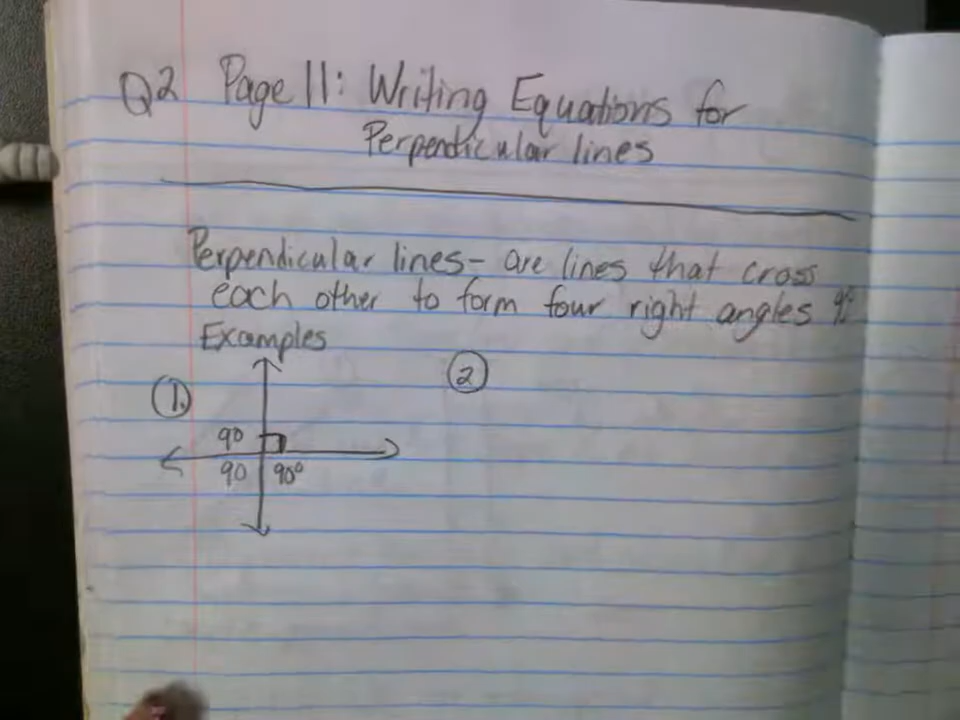 Q2 Page 11: Writing Equations for
Perpendicular lines
Perpendicular lines- are lines that cross
each other to form four right angles
Examples
1.
2
90
90 90°